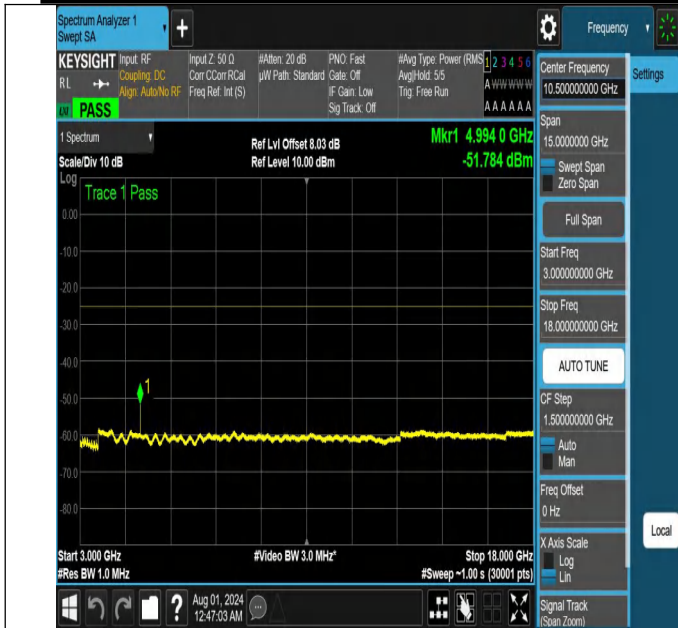 Spectrum Analyzer 1
Swept SA
Frequency
KEYSIGHT
RL
PASS
Input: RF
Coupling: DC
Align: Auto/No RF
Input Z: 50 Ω
Corr CCorr RCal
Freq Ref: Int (S)
#Atten: 20 dB
µW Path: Standard
PNO: Fast
Gate: Off
IF Gain: Low
Sig Track: Off
#Avg Type: Power (RMS
Avg|Hold: 5/5
Trig: Free Run
1 2 3 4 5 6
A W W W W W
A A A A A A
1 Spectrum
Scale/Div 10 dB
Ref Lvl Offset 8.03 dB
Ref Level 10.00 dBm
Mkr1 4.994 0 GHz
-51.784 dBm
Log
Trace 1 Pass
0.00
-10.0
-20.0
-30.0
-40.0
-50.0
-60.0
-70.0
-80.0
1
Start 3.000 GHz
#Res BW 1.0 MHz
#Video BW 3.0 MHz*
Stop 18.000 GHz
#Sweep ~1.00 s (30001 pts)
Aug 01, 2024
12:47:03 AM
Center Frequency
10.500000000 GHz
Settings
Span
15.0000000 GHz
Swept Span
Zero Span
Full Span
Start Freq
3.000000000 GHz
Stop Freq
18.000000000 GHz
AUTO TUNE
CF Step
1.500000000 GHz
Auto
Man
Freq Offset
0 Hz
X Axis Scale
Log
Lin
Local
Signal Track
(Span Zoom)